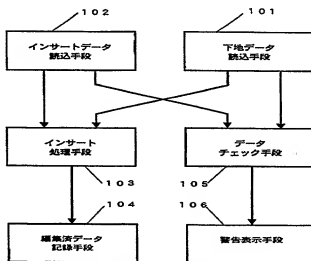 102
101
インサートデータ
読込手段
下地データ
読込手段
インサート
処理手段
データ
チェック手段
103
105
104
106
編集済データ
記録手段
警告表示手段